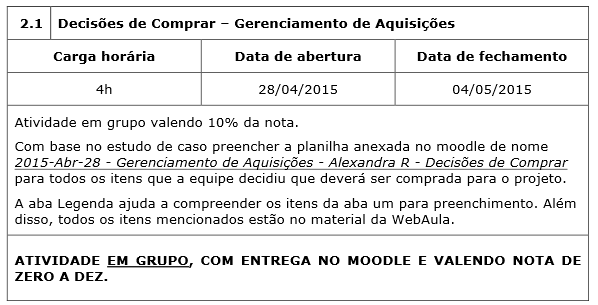 2.1 Decisões de Comprar – Gerenciamento de Aquisições
Carga horária Data de abertura Data de fechamento
4h 28/04/2015 04/05/2015
Atividade em grupo valendo 10% da nota.
Com base no estudo de caso preencher a planilha anexada no moodle de nome
2015-Abr-28 - Gerenciamento de Aquisições - Alexandra R - Decisões de Comprar
para todos os itens que a equipe decidiu que deverá ser comprada para o projeto.
A aba Legenda ajuda a compreender os itens da aba um para preenchimento. Além
disso, todos os itens mencionados estão no material da WebAula.
ATIVIDADE EM GRUPO, COM ENTREGA NO MOODLE E VALENDO NOTA DE
ZERO A DEZ.